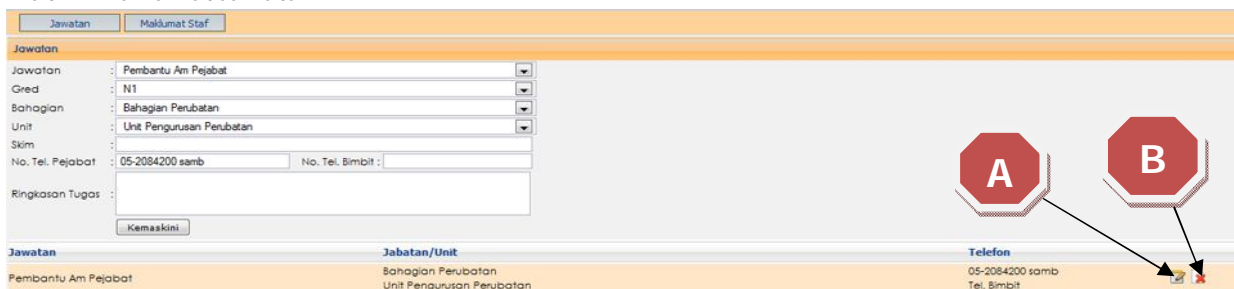 Jawatan Maklumat Staf
Jawatan
Jawatan : Pembantu Am Pejabat
Gred : N1
Bahagian : Bahagian Perubatan
Unit : Unit Pengurusan Perubatan
Skim :
No. Tel. Pejabat : 05-2084200 samb No. Tel. Bimbit :
Ringkasan Tugas :
Kemaskini
A B
Jawatan Jabatan/Unit Telefon
Pembantu Am Pejabat Bahagian Perubatan 05-2084200 samb
Unit Pengurusan Perubatan Tel. Bimbit